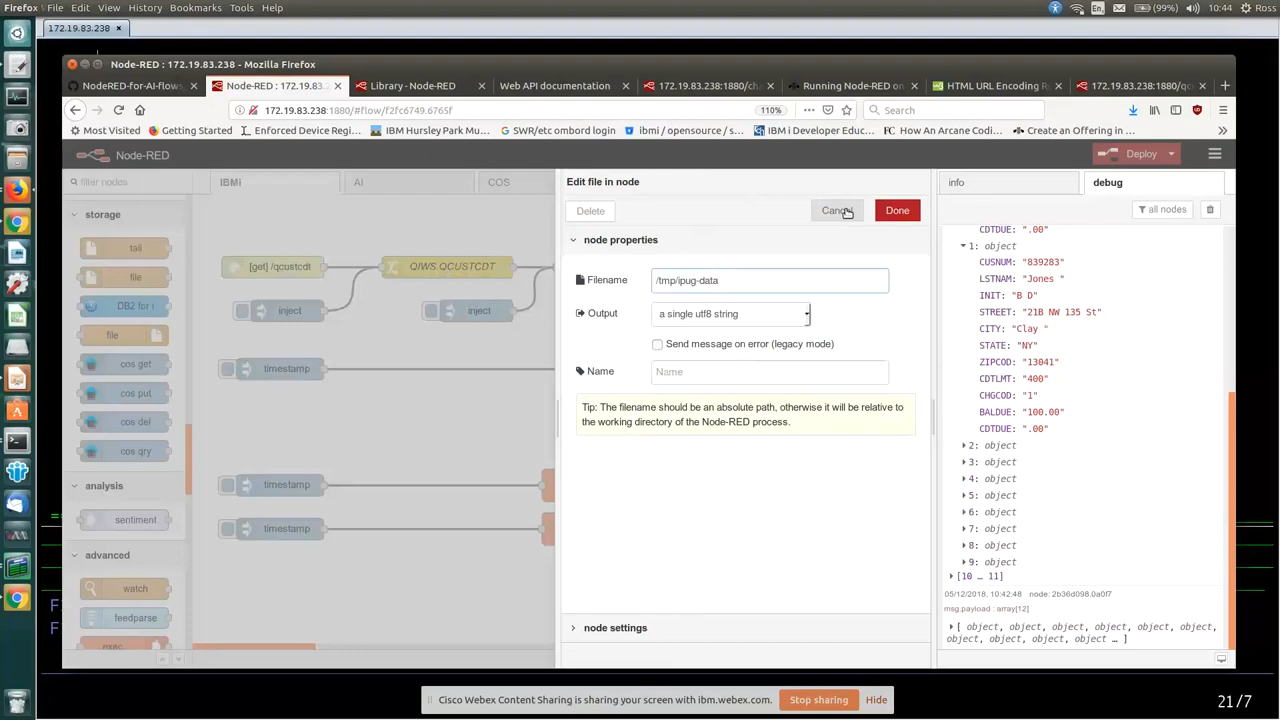 Firefox File Edit View History Bookmarks Tools Help
En (99%) 10:44 Ross
172.19.83.238 ×
Node-RED : 172.19.83.238 - Mozilla Firefox
NodeRED-for-AI-flows
Node-RED : 172.19.83.
Library - Node-RED
Web API documentation
172.19.83.238:1880/ch
Running Node-RED on
HTML URL Encoding R
172.19.83.238:1880/qc
172.19.83.238:1880/#flow/f2fc6749.6765f
110%
Search
Most Visited
Getting Started
Enforced Device Regi…
IBM Hursley Park Mu…
SWR/etc ombord login
ibmi / opensource / s…
IBM i Developer Educ…
How An Arcane Codi…
Create an Offering in …
Node-RED
Deploy
filter nodes
IBMi
AI
COS
Edit file in node
info
debug
Delete
Cancel
Done
all nodes
storage
tail
file
DB2 for i
file
cos get
cos put
cos del
cos qry
analysis
sentiment
advanced
watch
feedparse
exec
[get] /qcustcdt
QIWS.QCUSTCDT
inject
inject
timestamp
timestamp
timestamp
node properties
Filename
/tmp/ipug-data
Output
a single utf8 string
Send message on error (legacy mode)
Name
Name
Tip: The filename should be an absolute path, otherwise it will be relative to
the working directory of the Node-RED process.
node settings
CDTDUE: ".00"
1: object
CUSNUM: "839283"
LSTNAM: "Jones "
INIT: "B D"
STREET: "21B NW 135 St"
CITY: "Clay "
STATE: "NY"
ZIPCOD: "13041"
CDTLMT: "400"
CHGCOD: "1"
BALDUE: "100.00"
CDTDUE: ".00"
2: object
3: object
4: object
5: object
6: object
7: object
8: object
9: object
[10 … 11]
05/12/2018, 10:42:48 node: 2b36d098.0a0f7
msg.payload : array[12]
[ object, object, object, object, object,
object, object, object, object … ]
F
F
Cisco Webex Content Sharing is sharing your screen with ibm.webex.com.
Stop sharing
Hide
21/7